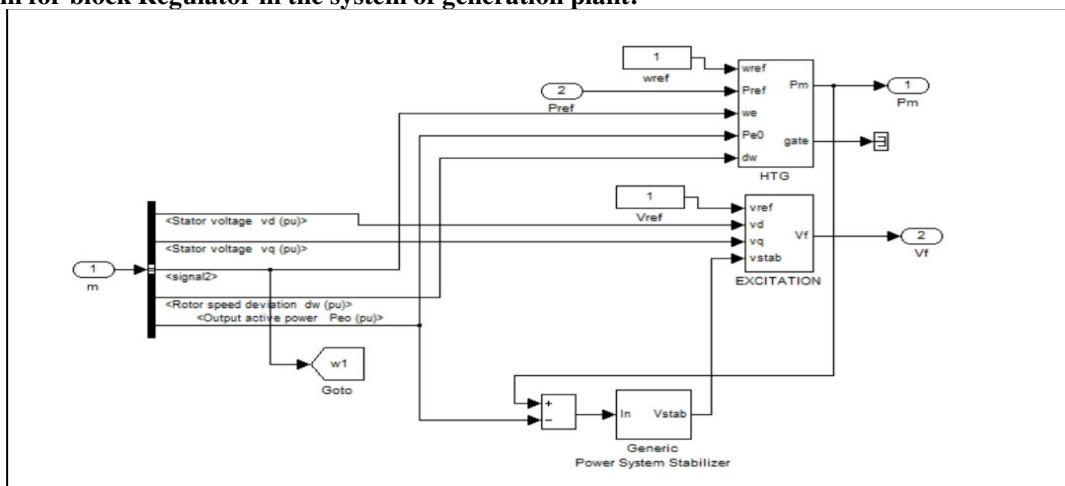 m for block Regulator in the system of generation plant?
1
wref
2
Pref
wref
Pref
we
Pe0
dw
Pm
gate
HTG
1
Pm
1
Vref
vref
vd
vq
vstab
Vf
EXCITATION
2
Vf
1
m
<Stator voltage vd (pu)>
<Stator voltage vq (pu)>
<signal2>
<Rotor speed deviation dw (pu)>
<Output active power Peo (pu)>
w1
Goto
+
−
In
Vstab
Generic
Power System Stabilizer